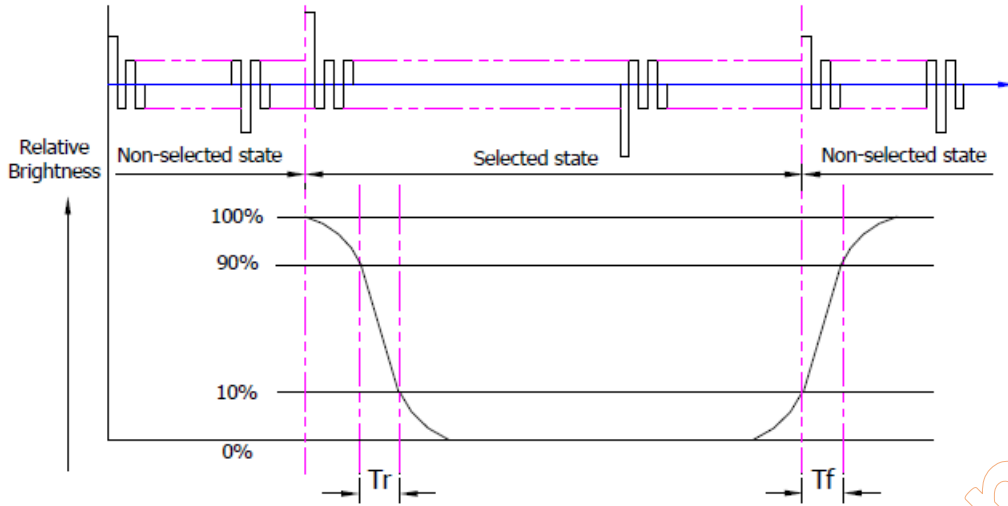 Relative
Brightness
Non-selected state
Selected state
Non-selected state
100%
90%
10%
0%
Tr
Tf